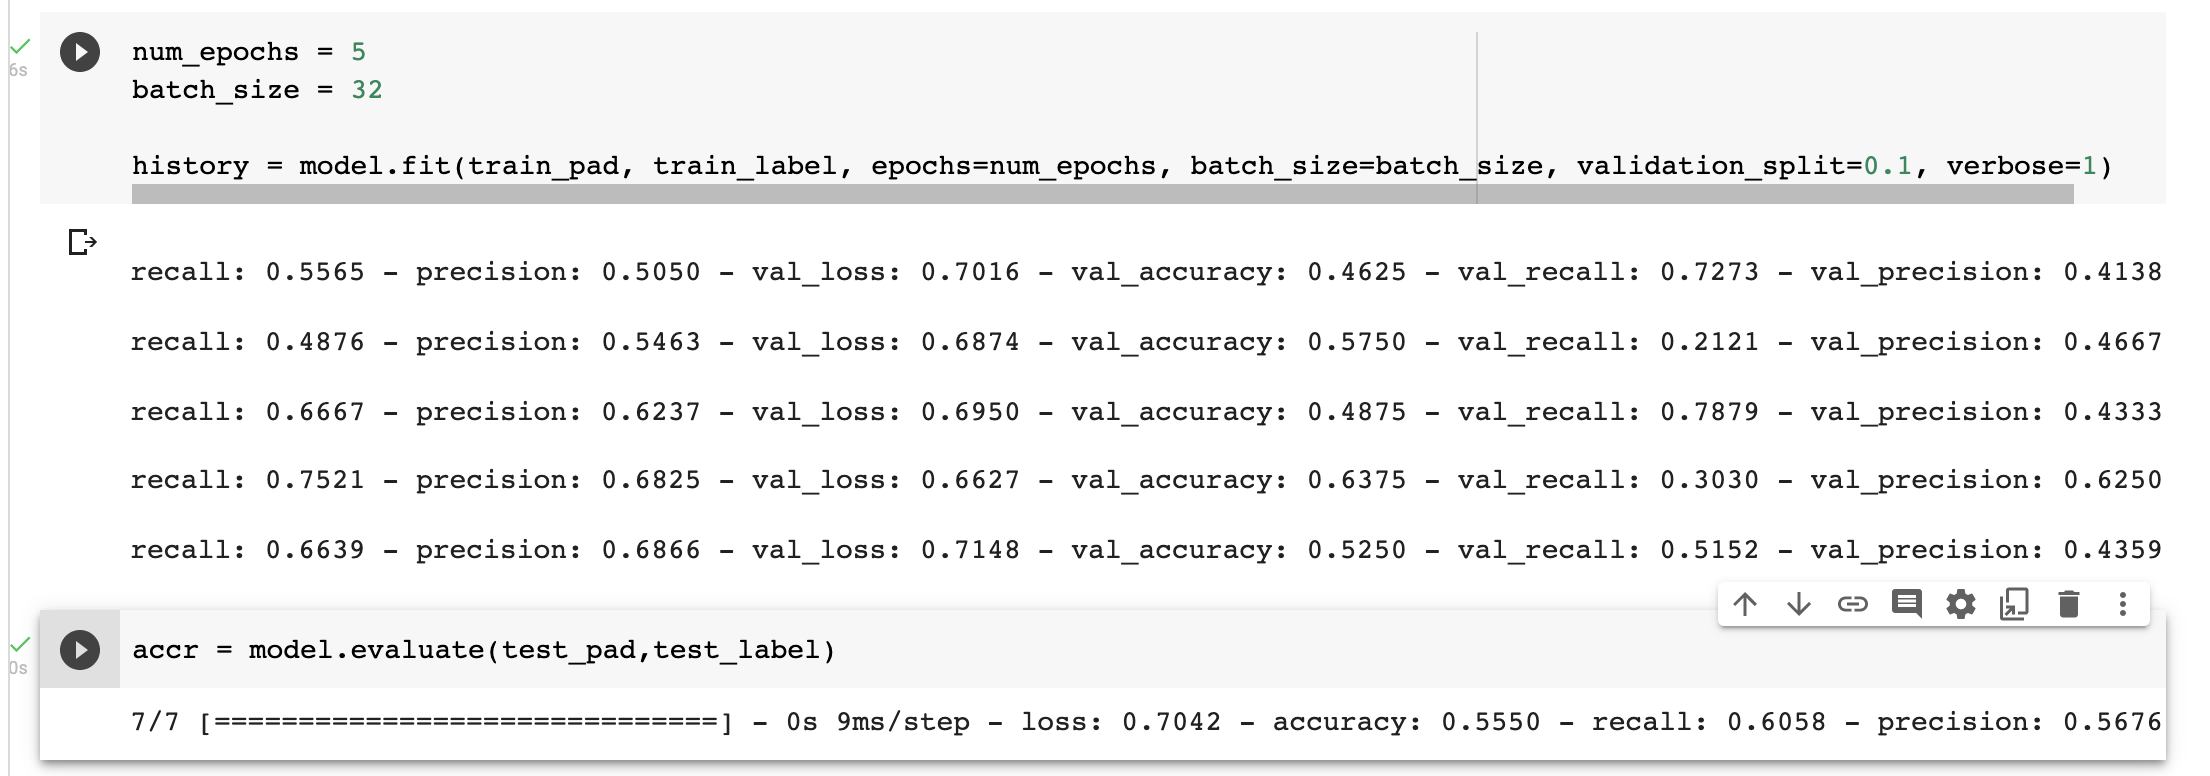 6s
num_epochs = 5
batch_size = 32
history = model.fit(train_pad, train_label, epochs=num_epochs, batch_size=batch_size, validation_split=0.1, verbose=1)
recall: 0.5565 - precision: 0.5050 - val_loss: 0.7016 - val_accuracy: 0.4625 - val_recall: 0.7273 - val_precision: 0.4138
recall: 0.4876 - precision: 0.5463 - val_loss: 0.6874 - val_accuracy: 0.5750 - val_recall: 0.2121 - val_precision: 0.4667
recall: 0.6667 - precision: 0.6237 - val_loss: 0.6950 - val_accuracy: 0.4875 - val_recall: 0.7879 - val_precision: 0.4333
recall: 0.7521 - precision: 0.6825 - val_loss: 0.6627 - val_accuracy: 0.6375 - val_recall: 0.3030 - val_precision: 0.6250
recall: 0.6639 - precision: 0.6866 - val_loss: 0.7148 - val_accuracy: 0.5250 - val_recall: 0.5152 - val_precision: 0.4359
0s
accr = model.evaluate(test_pad,test_label)
7/7 [==============================] - 0s 9ms/step - loss: 0.7042 - accuracy: 0.5550 - recall: 0.6058 - precision: 0.5676